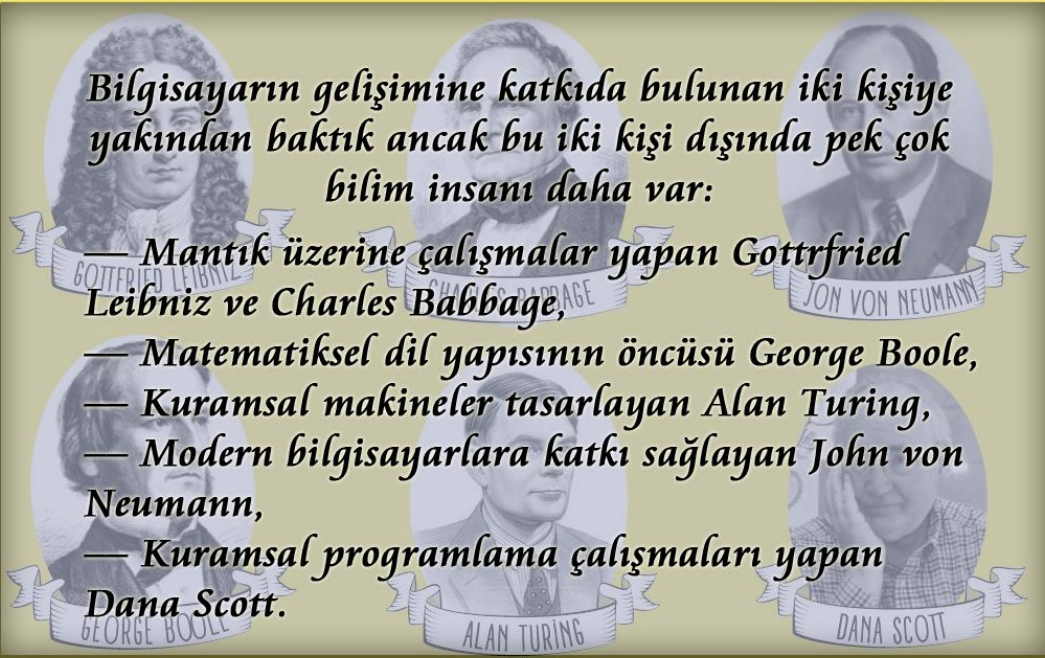 Bilgisayarın gelişimine katkıda bulunan iki kişiye
yakından baktık ancak bu iki kişi dışında pek çok
bilim insanı daha var:
— Mantık üzerine çalışmalar yapan Gottrfried
Leibniz ve Charles Babbage,
— Matematiksel dil yapısının öncüsü George Boole,
— Kuramsal makineler tasarlayan Alan Turing,
— Modern bilgisayarlara katkı sağlayan John von
Neumann,
— Kuramsal programlama çalışmaları yapan
Dana Scott.
GOTTFRIED LEIBNIZ
CHARLES BABBAGE
JON VON NEUMANN
GEORGE BOOLE
ALAN TURING
DANA SCOTT